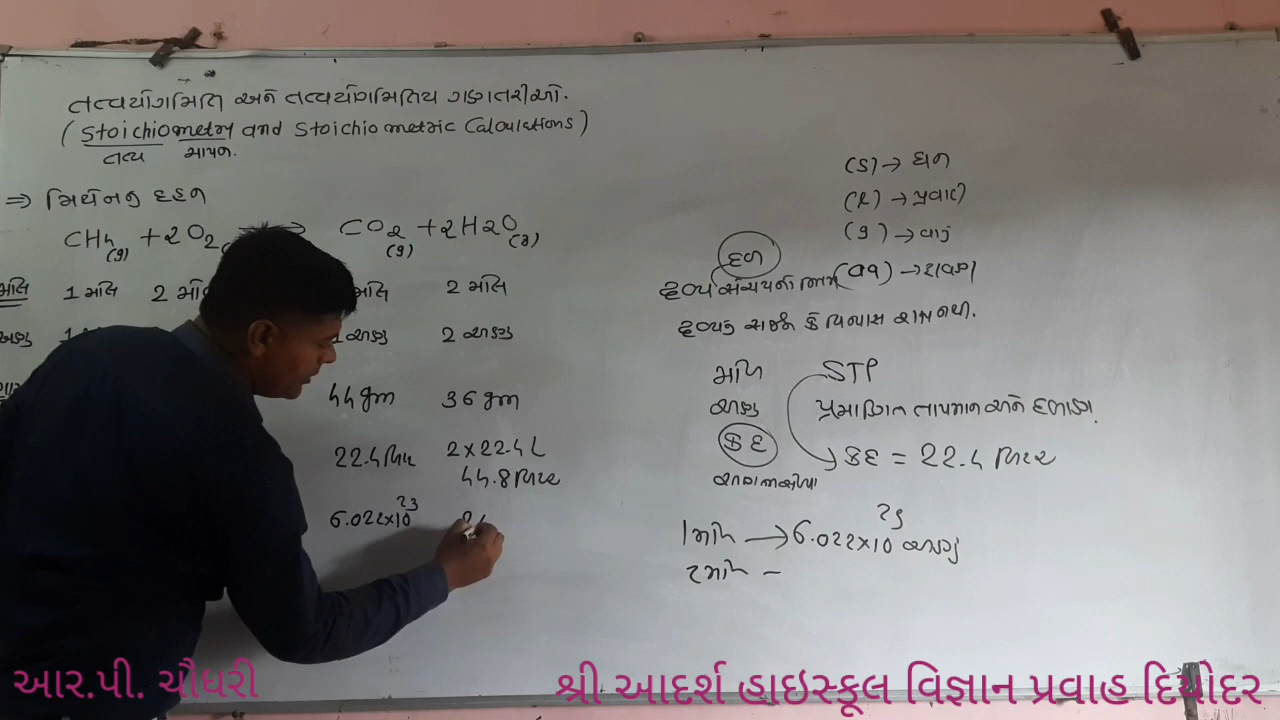 તત્વયોગમિતિ અને તત્વયોગમિતિય ગણતરીઓ.
(Stoichiometry and Stoichiometric Calculations)
તત્વ માપન.
⇒ મિથેનનુ દહન
CH4(g) + 2O2 → CO2(g) + 2H2O(g)
મોલ 1 મોલ 2 મોલ મોલ 2 મોલ
અણુ 1 અણુ 2 અણુ
44 gm 36 gm
22.4 લિટર 2 × 22.4 L
44.8 લિટર
6.022×10^23
(s) → ઘન
(l) → પ્રવાહી
(g) → વાયુ
(aq) → દ્રાવણ
દળ
મોલ STP
અણુ પ્રમાણિત તાપમાન અને દબાણ
કદ કદ = 22.4 લિટર
1 મોલ → 6.022×10^23 અણુ
2 મોલ –
આર.પી. ચૌધરી
શ્રી આદર્શ હાઇસ્કૂલ વિજ્ઞાન પ્રવાહ દિયોદર